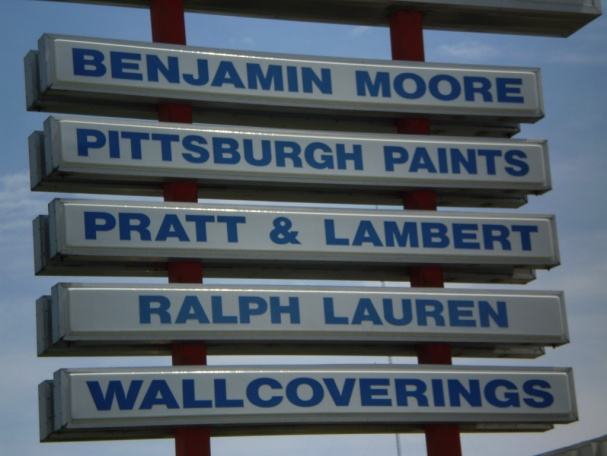 BENJAMIN MOORE
PITTSBURGH PAINTS
PRATT & LAMBERT
RALPH LAUREN
WALLCOVERINGS